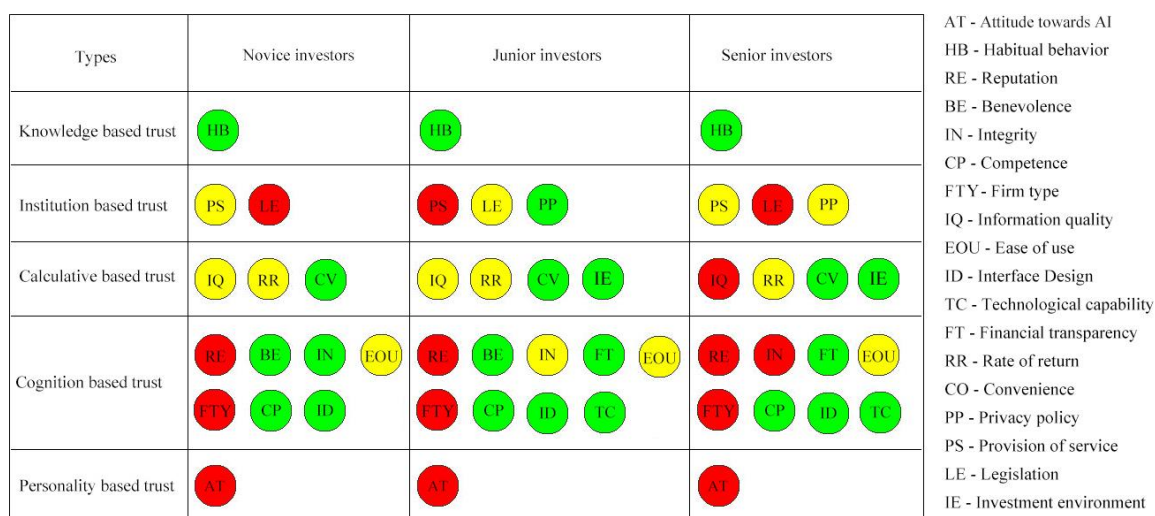 Types Novice investors Junior investors Senior investors
Knowledge based trust HB HB HB
Institution based trust PS LE PS LE PP PS LE PP
Calculative based trust IQ RR CV IQ RR CV IE IQ RR CV IE
Cognition based trust
RE BE IN EOU RE BE IN FT EOU RE IN FT EOU
FTY CP ID FTY CP ID TC FTY CP ID TC
Personality based trust AT AT AT
AT - Attitude towards AI
HB - Habitual behavior
RE - Reputation
BE - Benevolence
IN - Integrity
CP - Competence
FTY - Firm type
IQ - Information quality
EOU - Ease of use
ID - Interface Design
TC - Technological capability
FT - Financial transparency
RR - Rate of return
CO - Convenience
PP - Privacy policy
PS - Provision of service
LE - Legislation
IE - Investment environment